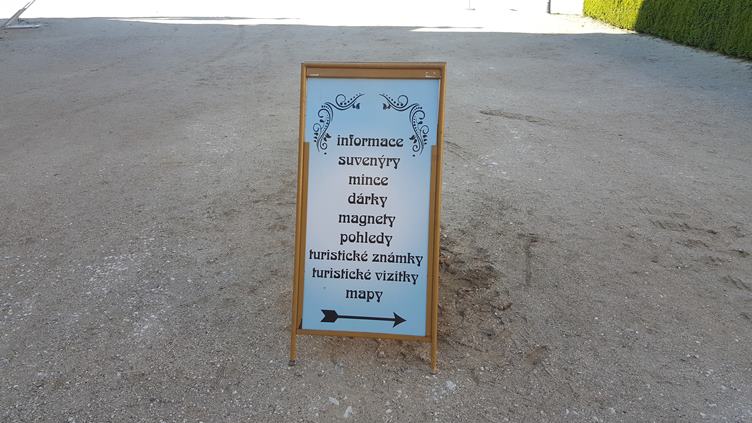 informace
suvenýry
mince
dárky
magnety
pohledy
turistické známky
turistické vizitky
mapy